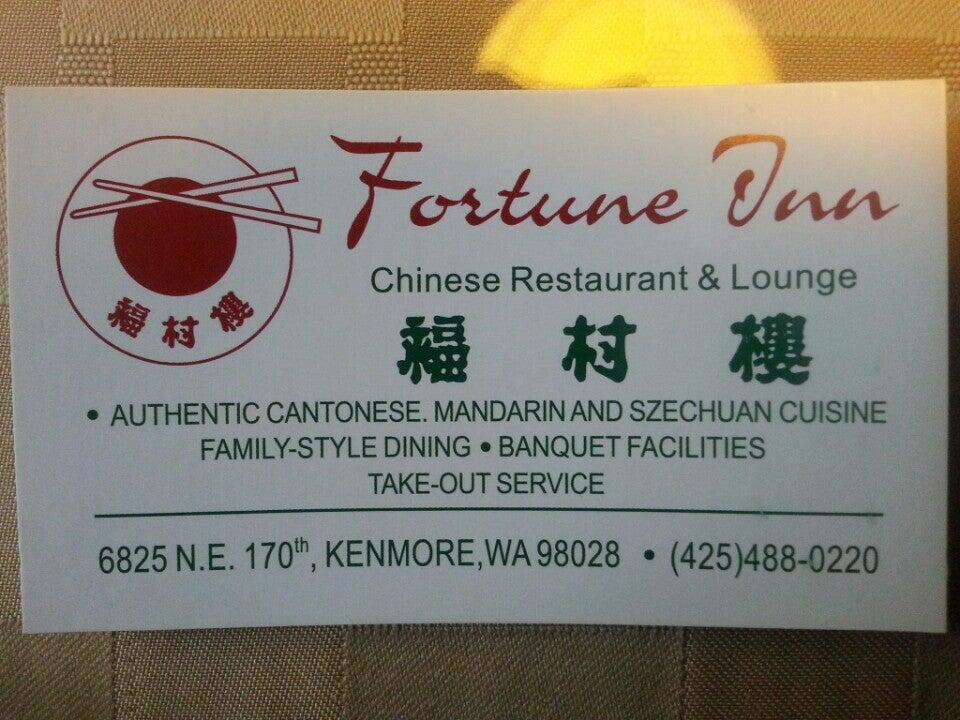 Fortune Inn
Chinese Restaurant & Lounge
福村樓
福村樓
• AUTHENTIC CANTONESE. MANDARIN AND SZECHUAN CUISINE
FAMILY-STYLE DINING • BANQUET FACILITIES
TAKE-OUT SERVICE
6825 N.E. 170th, KENMORE,WA 98028 • (425)488-0220